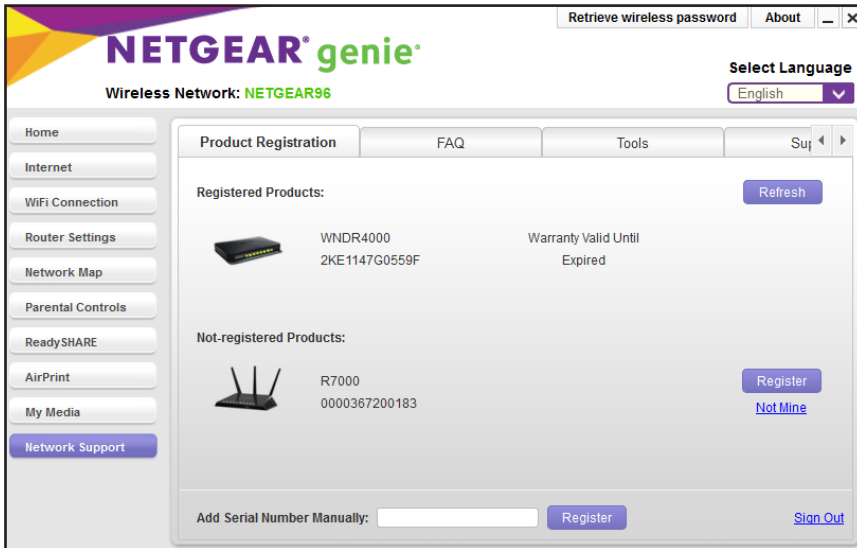 Retrieve wireless password About
NETGEAR® genie®
Select Language
Wireless Network: NETGEAR96
English
Home
Internet
WiFi Connection
Router Settings
Network Map
Parental Controls
ReadySHARE
AirPrint
My Media
Network Support
Product Registration FAQ Tools
Registered Products:
Refresh
WNDR4000 Warranty Valid Until
2KE1147G0559F Expired
Not-registered Products:
R7000
0000367200183
Register
Not Mine
Add Serial Number Manually: Register Sign Out